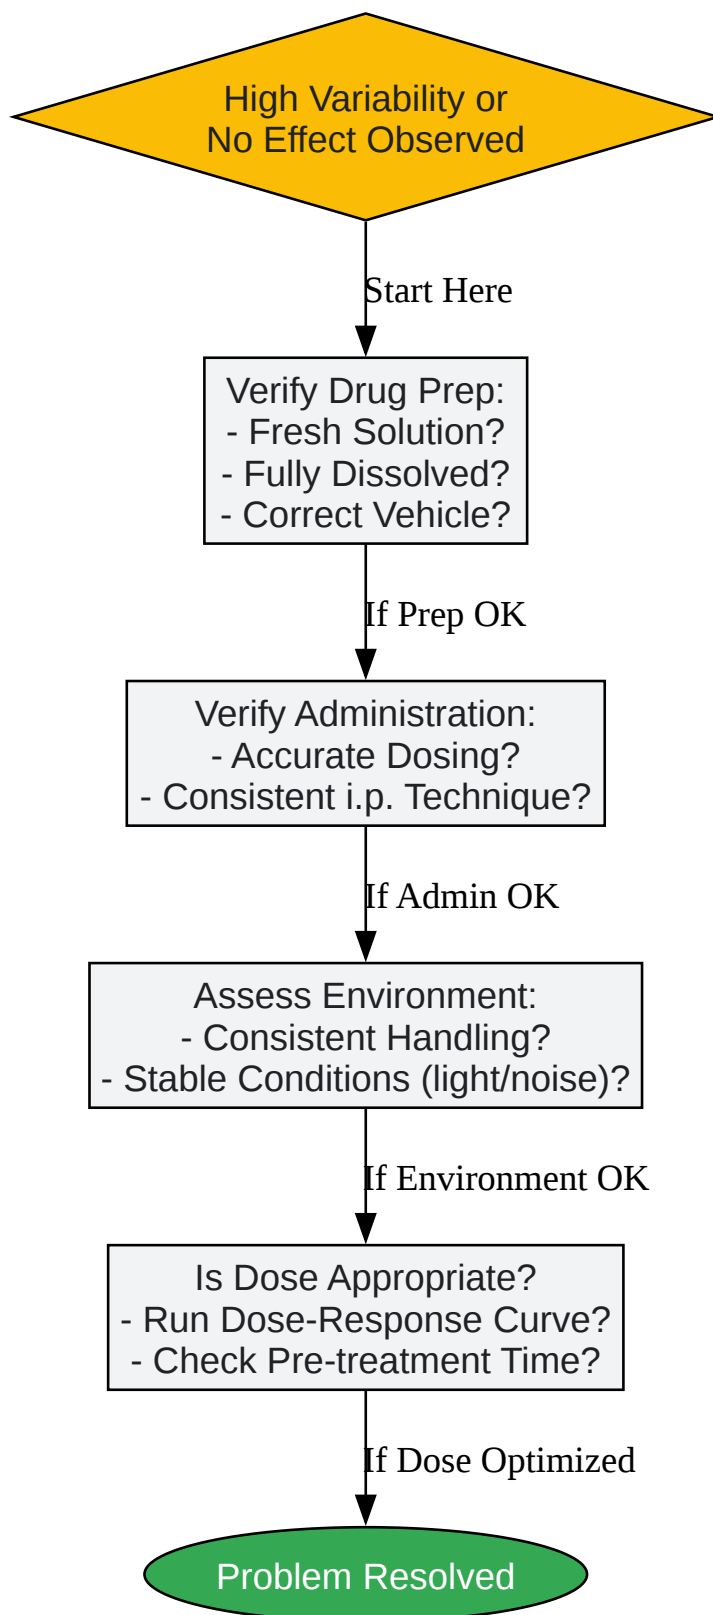 High Variability or
No Effect Observed
Start Here
Verify Drug Prep:
- Fresh Solution?
- Fully Dissolved?
- Correct Vehicle?
If Prep OK
Verify Administration:
- Accurate Dosing?
- Consistent i.p. Technique?
If Admin OK
Assess Environment:
- Consistent Handling?
- Stable Conditions (light/noise)?
If Environment OK
Is Dose Appropriate?
- Run Dose-Response Curve?
- Check Pre-treatment Time?
If Dose Optimized
Problem Resolved